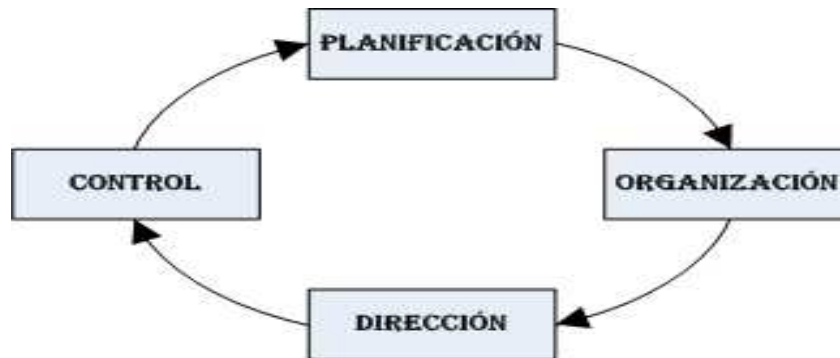 PLANIFICACIÓN
CONTROL
ORGANIZACIÓN
DIRECCIÓN